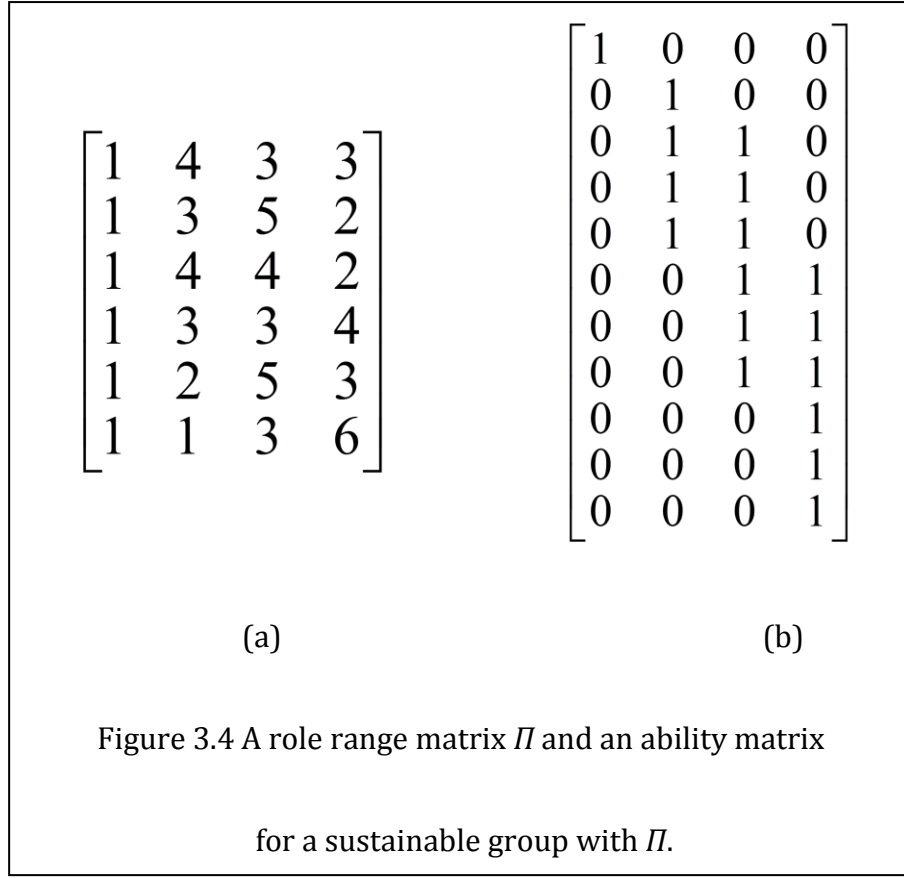 1 4 3 3
1 3 5 2
1 4 4 2
1 3 3 4
1 2 5 3
1 1 3 6
(a)
1 0 0 0
0 1 0 0
0 1 1 0
0 1 1 0
0 1 1 0
0 0 1 1
0 0 1 1
0 0 1 1
0 0 0 1
0 0 0 1
0 0 0 1
(b)
Figure 3.4 A role range matrix Π and an ability matrix
for a sustainable group with Π.